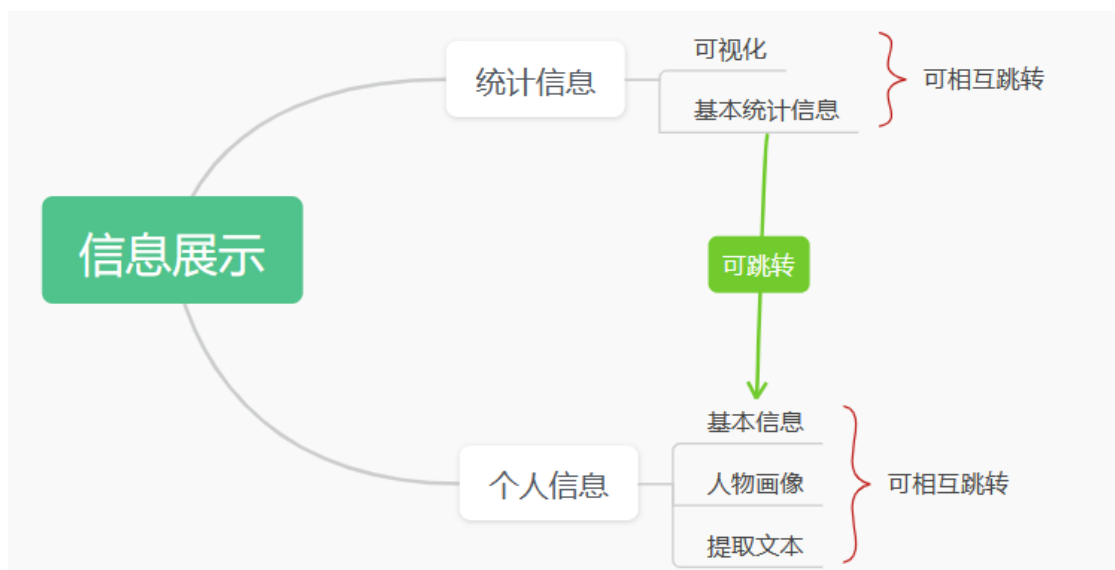 信息展示
统计信息
可视化
基本统计信息
可相互跳转
可跳转
个人信息
基本信息
人物画像
提取文本
可相互跳转